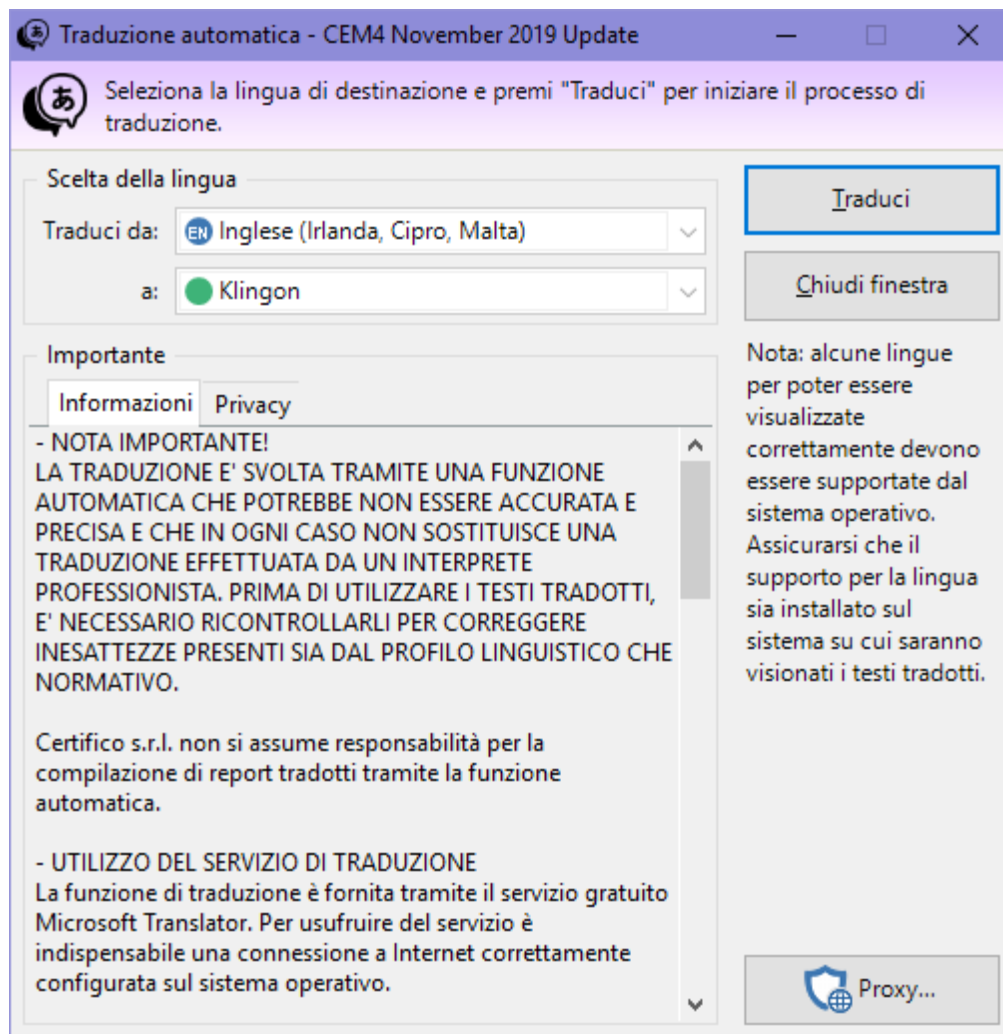 Traduzione automatica - CEM4 November 2019 Update
あ
Seleziona la lingua di destinazione e premi "Traduci" per iniziare il processo di
traduzione.
Scelta della lingua
Traduci da: EN Inglese (Irlanda, Cipro, Malta)
a: Klingon
Traduci
Chiudi finestra
Importante
Informazioni Privacy
- NOTA IMPORTANTE!
LA TRADUZIONE E' SVOLTA TRAMITE UNA FUNZIONE
AUTOMATICA CHE POTREBBE NON ESSERE ACCURATA E
PRECISA E CHE IN OGNI CASO NON SOSTITUISCE UNA
TRADUZIONE EFFETTUATA DA UN INTERPRETE
PROFESSIONISTA. PRIMA DI UTILIZZARE I TESTI TRADOTTI,
E' NECESSARIO RICONTROLLARLI PER CORREGGERE
INESATTEZZE PRESENTI SIA DAL PROFILO LINGUISTICO CHE
NORMATIVO.
Certifico s.r.l. non si assume responsabilità per la
compilazione di report tradotti tramite la funzione
automatica.
- UTILIZZO DEL SERVIZIO DI TRADUZIONE
La funzione di traduzione è fornita tramite il servizio gratuito
Microsoft Translator. Per usufruire del servizio è
indispensabile una connessione a Internet correttamente
configurata sul sistema operativo.
Nota: alcune lingue
per poter essere
visualizzate
correttamente devono
essere supportate dal
sistema operativo.
Assicurarsi che il
supporto per la lingua
sia installato sul
sistema su cui saranno
visionati i testi tradotti.
Proxy...